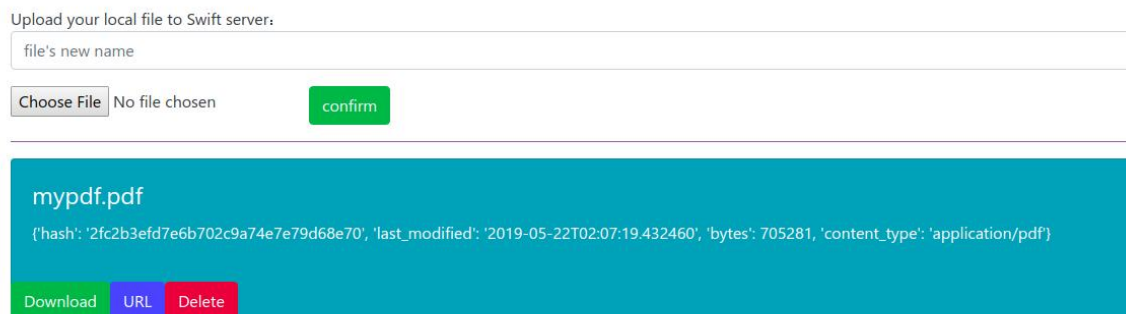 Upload your local file to Swift server：
file's new name
Choose File No file chosen confirm
mypdf.pdf
{'hash': '2fc2b3efd7e6b702c9a74e7e79d68e70', 'last_modified': '2019-05-22T02:07:19.432460', 'bytes': 705281, 'content_type': 'application/pdf'}
Download URL Delete